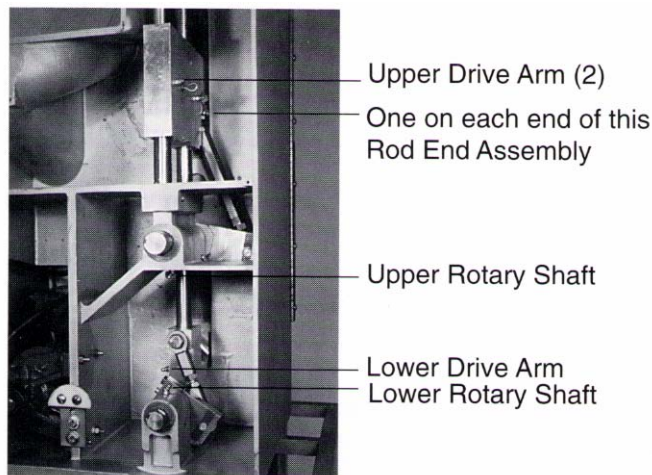 Upper Drive Arm (2)
One on each end of this
Rod End Assembly
Upper Rotary Shaft
Lower Drive Arm
Lower Rotary Shaft